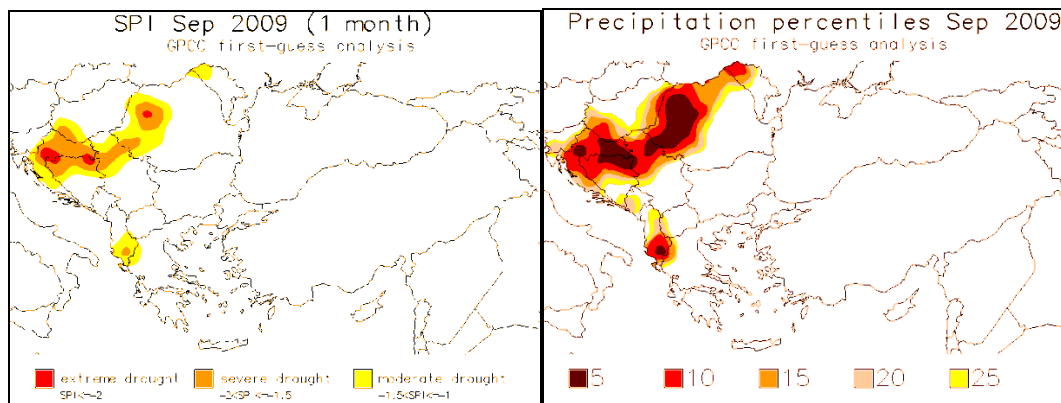 SPI Sep 2009 (1 month)
GPCC first-guess analysis
extreme drought
severe drought
moderate drought
SPI<=-2
-2<SPI<=-1.5
-1.5<SPI<=-1
Precipitation percentiles Sep 2009
GPCC first-guess analysis
5
10
15
20
25